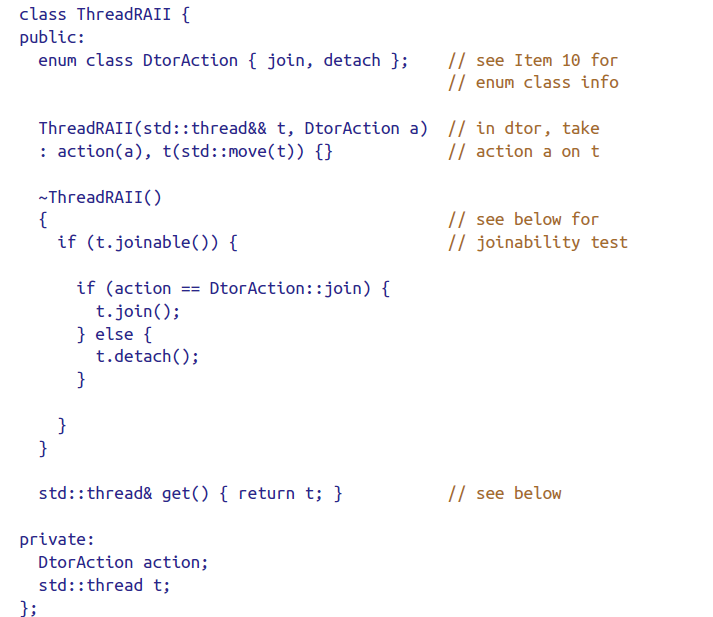 class ThreadRAII {
public:
  enum class DtorAction { join, detach };    // see Item 10 for
                                             // enum class info
  ThreadRAII(std::thread&& t, DtorAction a)  // in dtor, take
  : action(a), t(std::move(t)) {}            // action a on t
  ~ThreadRAII()
  {                                          // see below for
    if (t.joinable()) {                      // joinability test
      if (action == DtorAction::join) {
        t.join();
      } else {
        t.detach();
      }
    }
  }
  std::thread& get() { return t; }           // see below
private:
  DtorAction action;
  std::thread t;
};